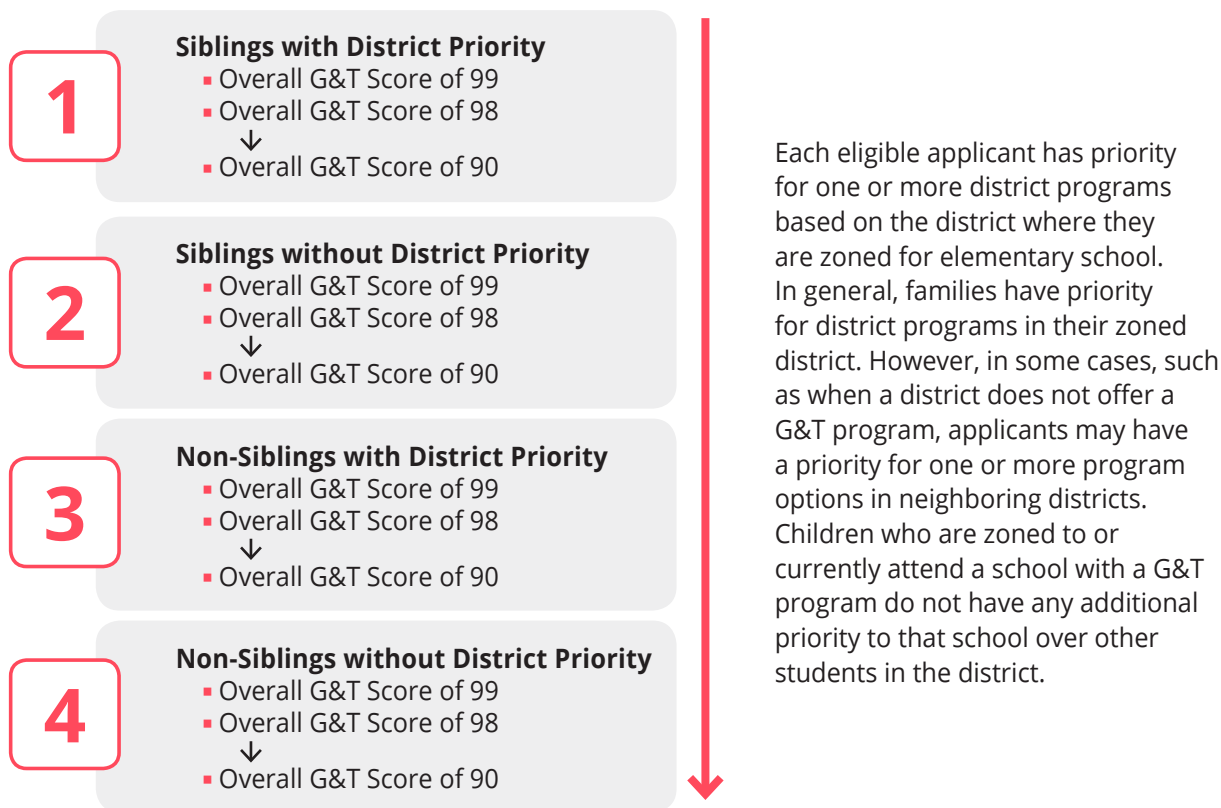 1
Siblings with District Priority
▪ Overall G&T Score of 99
▪ Overall G&T Score of 98
↓
▪ Overall G&T Score of 90
2
Siblings without District Priority
▪ Overall G&T Score of 99
▪ Overall G&T Score of 98
↓
▪ Overall G&T Score of 90
3
Non-Siblings with District Priority
▪ Overall G&T Score of 99
▪ Overall G&T Score of 98
↓
▪ Overall G&T Score of 90
4
Non-Siblings without District Priority
▪ Overall G&T Score of 99
▪ Overall G&T Score of 98
↓
▪ Overall G&T Score of 90
Each eligible applicant has priority
for one or more district programs
based on the district where they
are zoned for elementary school.
In general, families have priority
for district programs in their zoned
district. However, in some cases, such
as when a district does not offer a
G&T program, applicants may have
a priority for one or more program
options in neighboring districts.
Children who are zoned to or
currently attend a school with a G&T
program do not have any additional
priority to that school over other
students in the district.